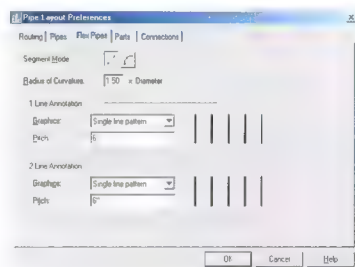 Pipe Layout Preferences
Routing Pipes Flex Pipes Parts Connections
Segment Mode
Radius of Curvature 1.50 × Diameter
1 Line Annotation
Graphics: Single line pattern
Pitch: 6
2 Line Annotation
Graphics: Single line pattern
Pitch: 6"
OK Cancel Help